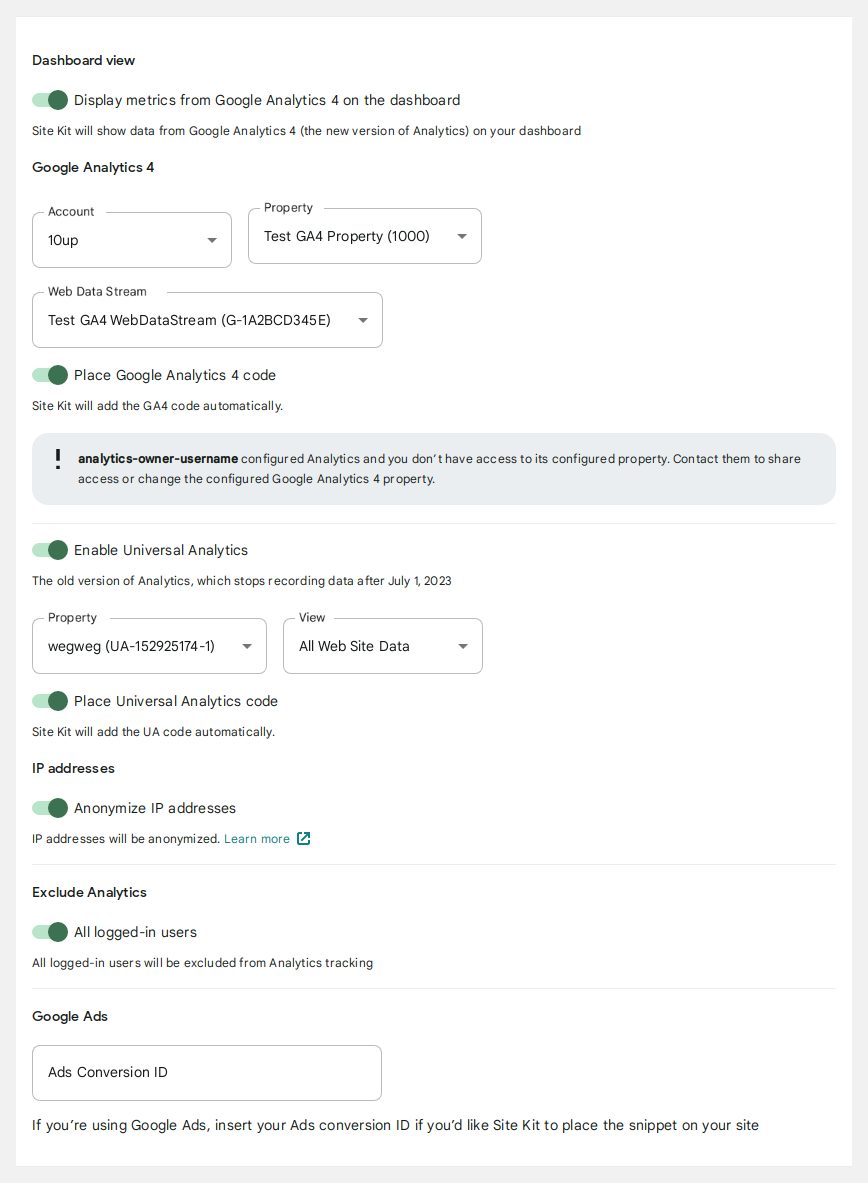 Dashboard view
Display metrics from Google Analytics 4 on the dashboard
Site Kit will show data from Google Analytics 4 (the new version of Analytics) on your dashboard
Google Analytics 4
Account
10up
Property
Test GA4 Property (1000)
Web Data Stream
Test GA4 WebDataStream (G-1A2BCD345E)
Place Google Analytics 4 code
Site Kit will add the GA4 code automatically.
analytics-owner-username configured Analytics and you don’t have access to its configured property. Contact them to share
access or change the configured Google Analytics 4 property.
Enable Universal Analytics
The old version of Analytics, which stops recording data after July 1, 2023
Property
wegweg (UA-152925174-1)
View
All Web Site Data
Place Universal Analytics code
Site Kit will add the UA code automatically.
IP addresses
Anonymize IP addresses
IP addresses will be anonymized. Learn more
Exclude Analytics
All logged-in users
All logged-in users will be excluded from Analytics tracking
Google Ads
Ads Conversion ID
If you’re using Google Ads, insert your Ads conversion ID if you’d like Site Kit to place the snippet on your site